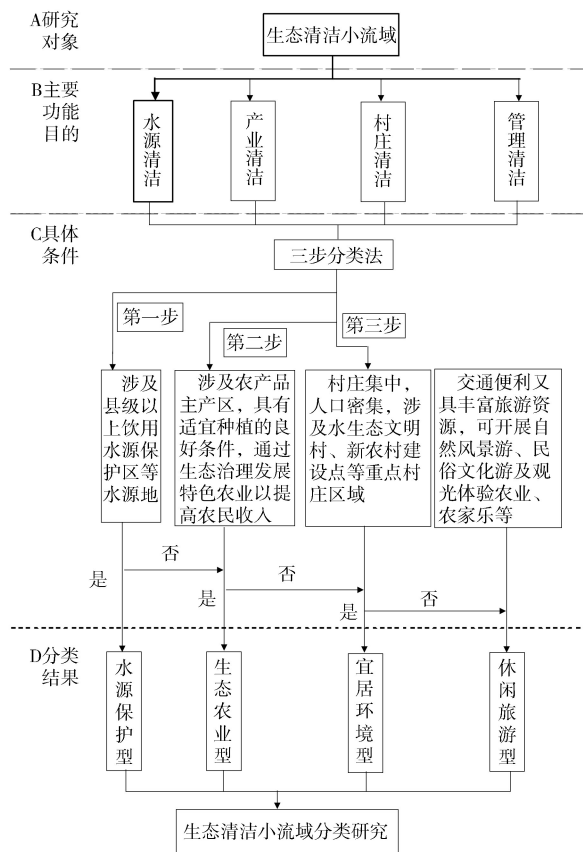 A研究
对象
生态清洁小流域
B主要
功能
目的
水源清洁
产业清洁
村庄清洁
管理清洁
C具体
条件
三步分类法
第一步
第二步
第三步
涉及
县级以
上饮用
水源保
护区等
水源地
涉及农产品
主产区，具有
适宜种植的良
好条件，通过
生态治理发展
特色农业以提
高农民收入
村庄集中，
人口密集，涉
及水生态文明
村、新农村建
设点等重点村
庄区域
交通便利又
具丰富旅游资
源，可开展自
然风景游、民
俗文化游及观
光体验农业、
农家乐等
是
否
是
否
是
否
D分类
结果
水源保护型
生态农业型
宜居环境型
休闲旅游型
生态清洁小流域分类研究